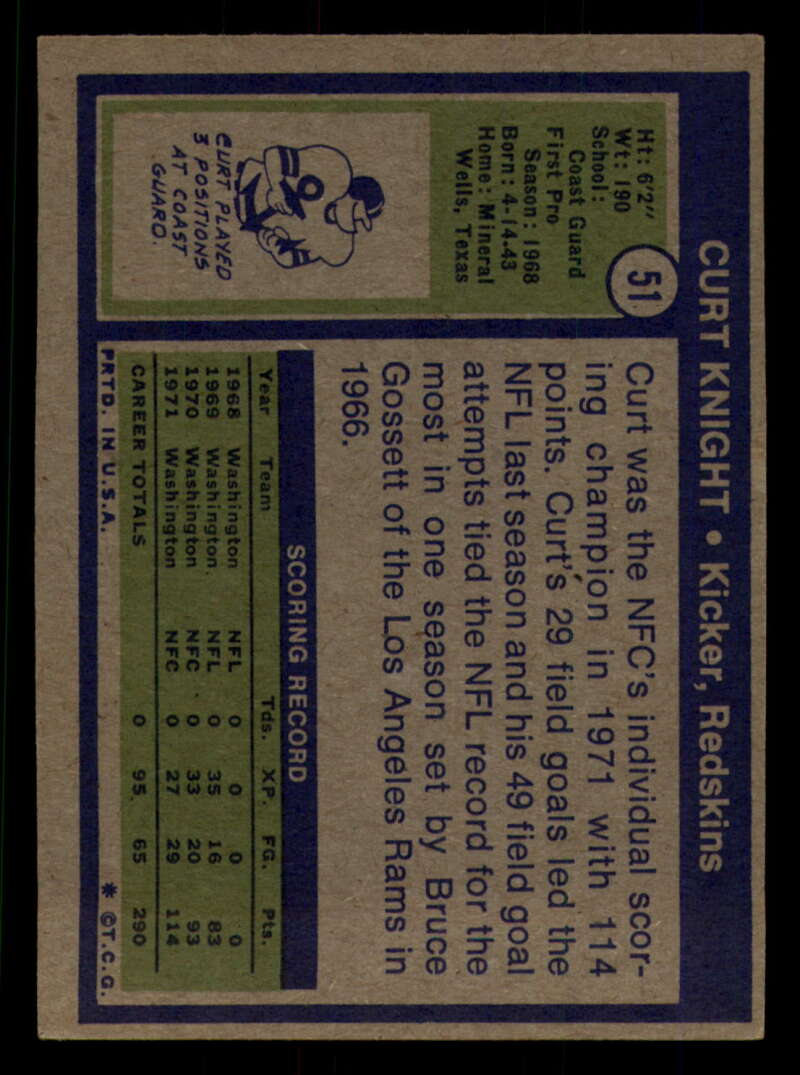 CURT KNIGHT • Kicker, Redskins
51
Ht: 6'2"
Wt: 190
School:
Coast Guard
First Pro
Season: 1968
Born: 4-14-43
Home: Mineral
Wells, Texas
CURT PLAYED
3 POSITIONS
AT COAST
GUARD.
Curt was the NFC's individual scor-
ing champion in 1971 with 114
points. Curt's 29 field goals led the
NFL last season and his 49 field goal
attempts tied the NFL record for the
most in one season set by Bruce
Gossett of the Los Angeles Rams in
1966.
SCORING RECORD
Year Team Tds. XP. FG. Pts.
1968 Washington NFL 0 0 0 0
1969 Washington NFL 0 35 16 83
1970 Washington NFC 0 33 20 93
1971 Washington NFC 0 27 29 114
CAREER TOTALS 0 95 65 290
PRTD. IN U.S.A. * © T.C.G.